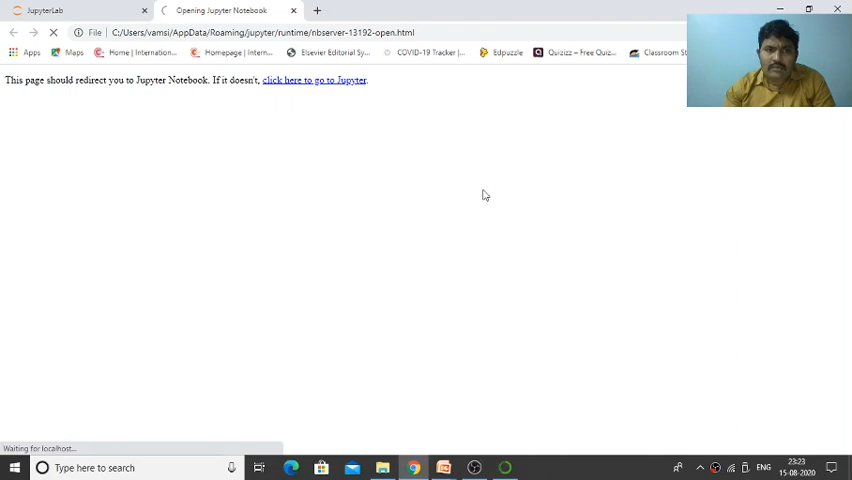 JupyterLab
Opening Jupyter Notebook
File
C:/Users/vamsi/AppData/Roaming/jupyter/runtime/nbserver-13192-open.html
Apps
Maps
Home | Internation...
Homepage | Intern...
Elsevier Editorial Sy...
COVID-19 Tracker |...
Edpuzzle
Quizizz – Free Quiz...
Classroom St
This page should redirect you to Jupyter Notebook. If it doesn't, click here to go to Jupyter.
Waiting for localhost...
Type here to search
ENG
23:23
15-08-2020